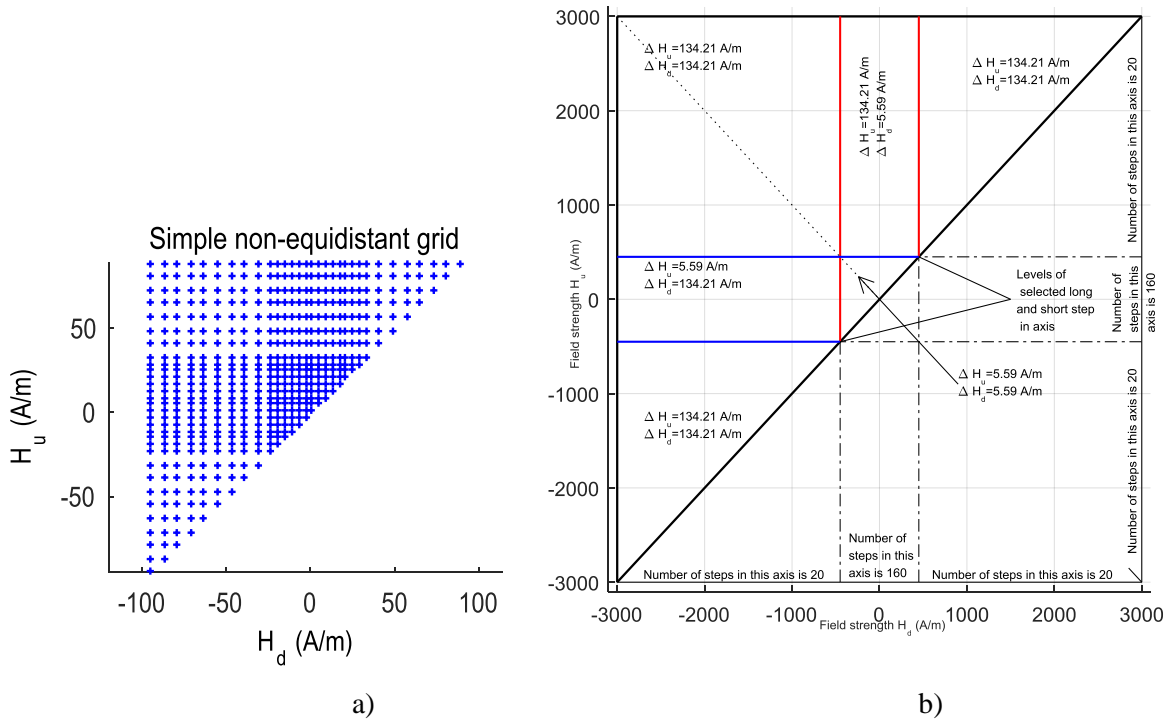 Simple non-equidistant grid
50
0
-50
H_u (A/m)
-100
-50
0
50
100
H_d (A/m)
a)
3000
2000
1000
0
-1000
-2000
-3000
Field strength H_u (A/m)
Δ H_u=134.21 A/m
Δ H_d=134.21 A/m
Δ H_u=134.21 A/m
Δ H_d=5.59 A/m
Δ H_u=134.21 A/m
Δ H_d=134.21 A/m
Number of steps in this axis is 20
Δ H_u=5.59 A/m
Δ H_d=134.21 A/m
Levels of
selected long
and short step
in axis
Number of
steps in this
axis is 160
Δ H_u=5.59 A/m
Δ H_d=5.59 A/m
Δ H_u=134.21 A/m
Δ H_d=134.21 A/m
Number of steps in this axis is 20
Number of steps in this axis is 20
Number of
steps in this
axis is 160
Number of steps in this axis is 20
-3000
-2000
-1000
0
1000
2000
3000
Field strength H_d (A/m)
b)